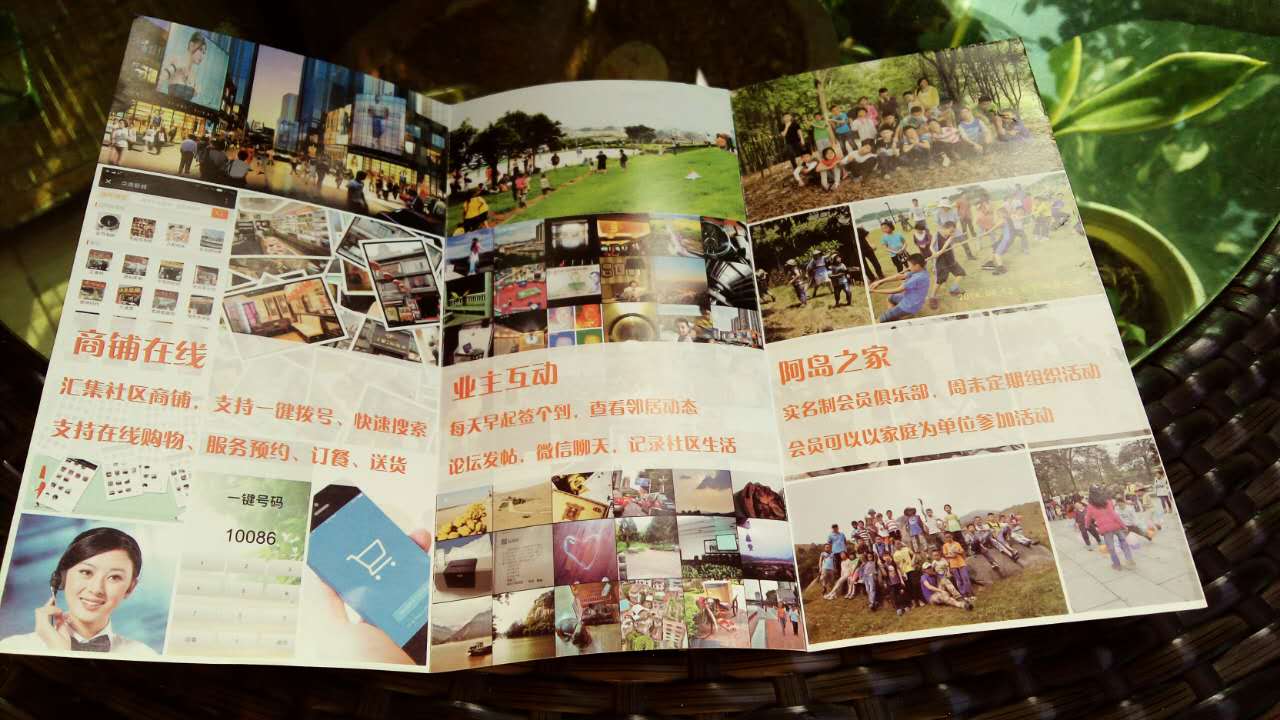 商铺在线
汇集社区商铺，支持一键拨号、快速搜索
支持在线购物、服务预约、订餐、送货
一键号码
10086
业主互动
每天早起签个到，查看邻居动态
论坛发帖，微信聊天，记录社区生活
阿岛之家
实名制会员俱乐部，周末定期组织活动
会员可以以家庭为单位参加活动